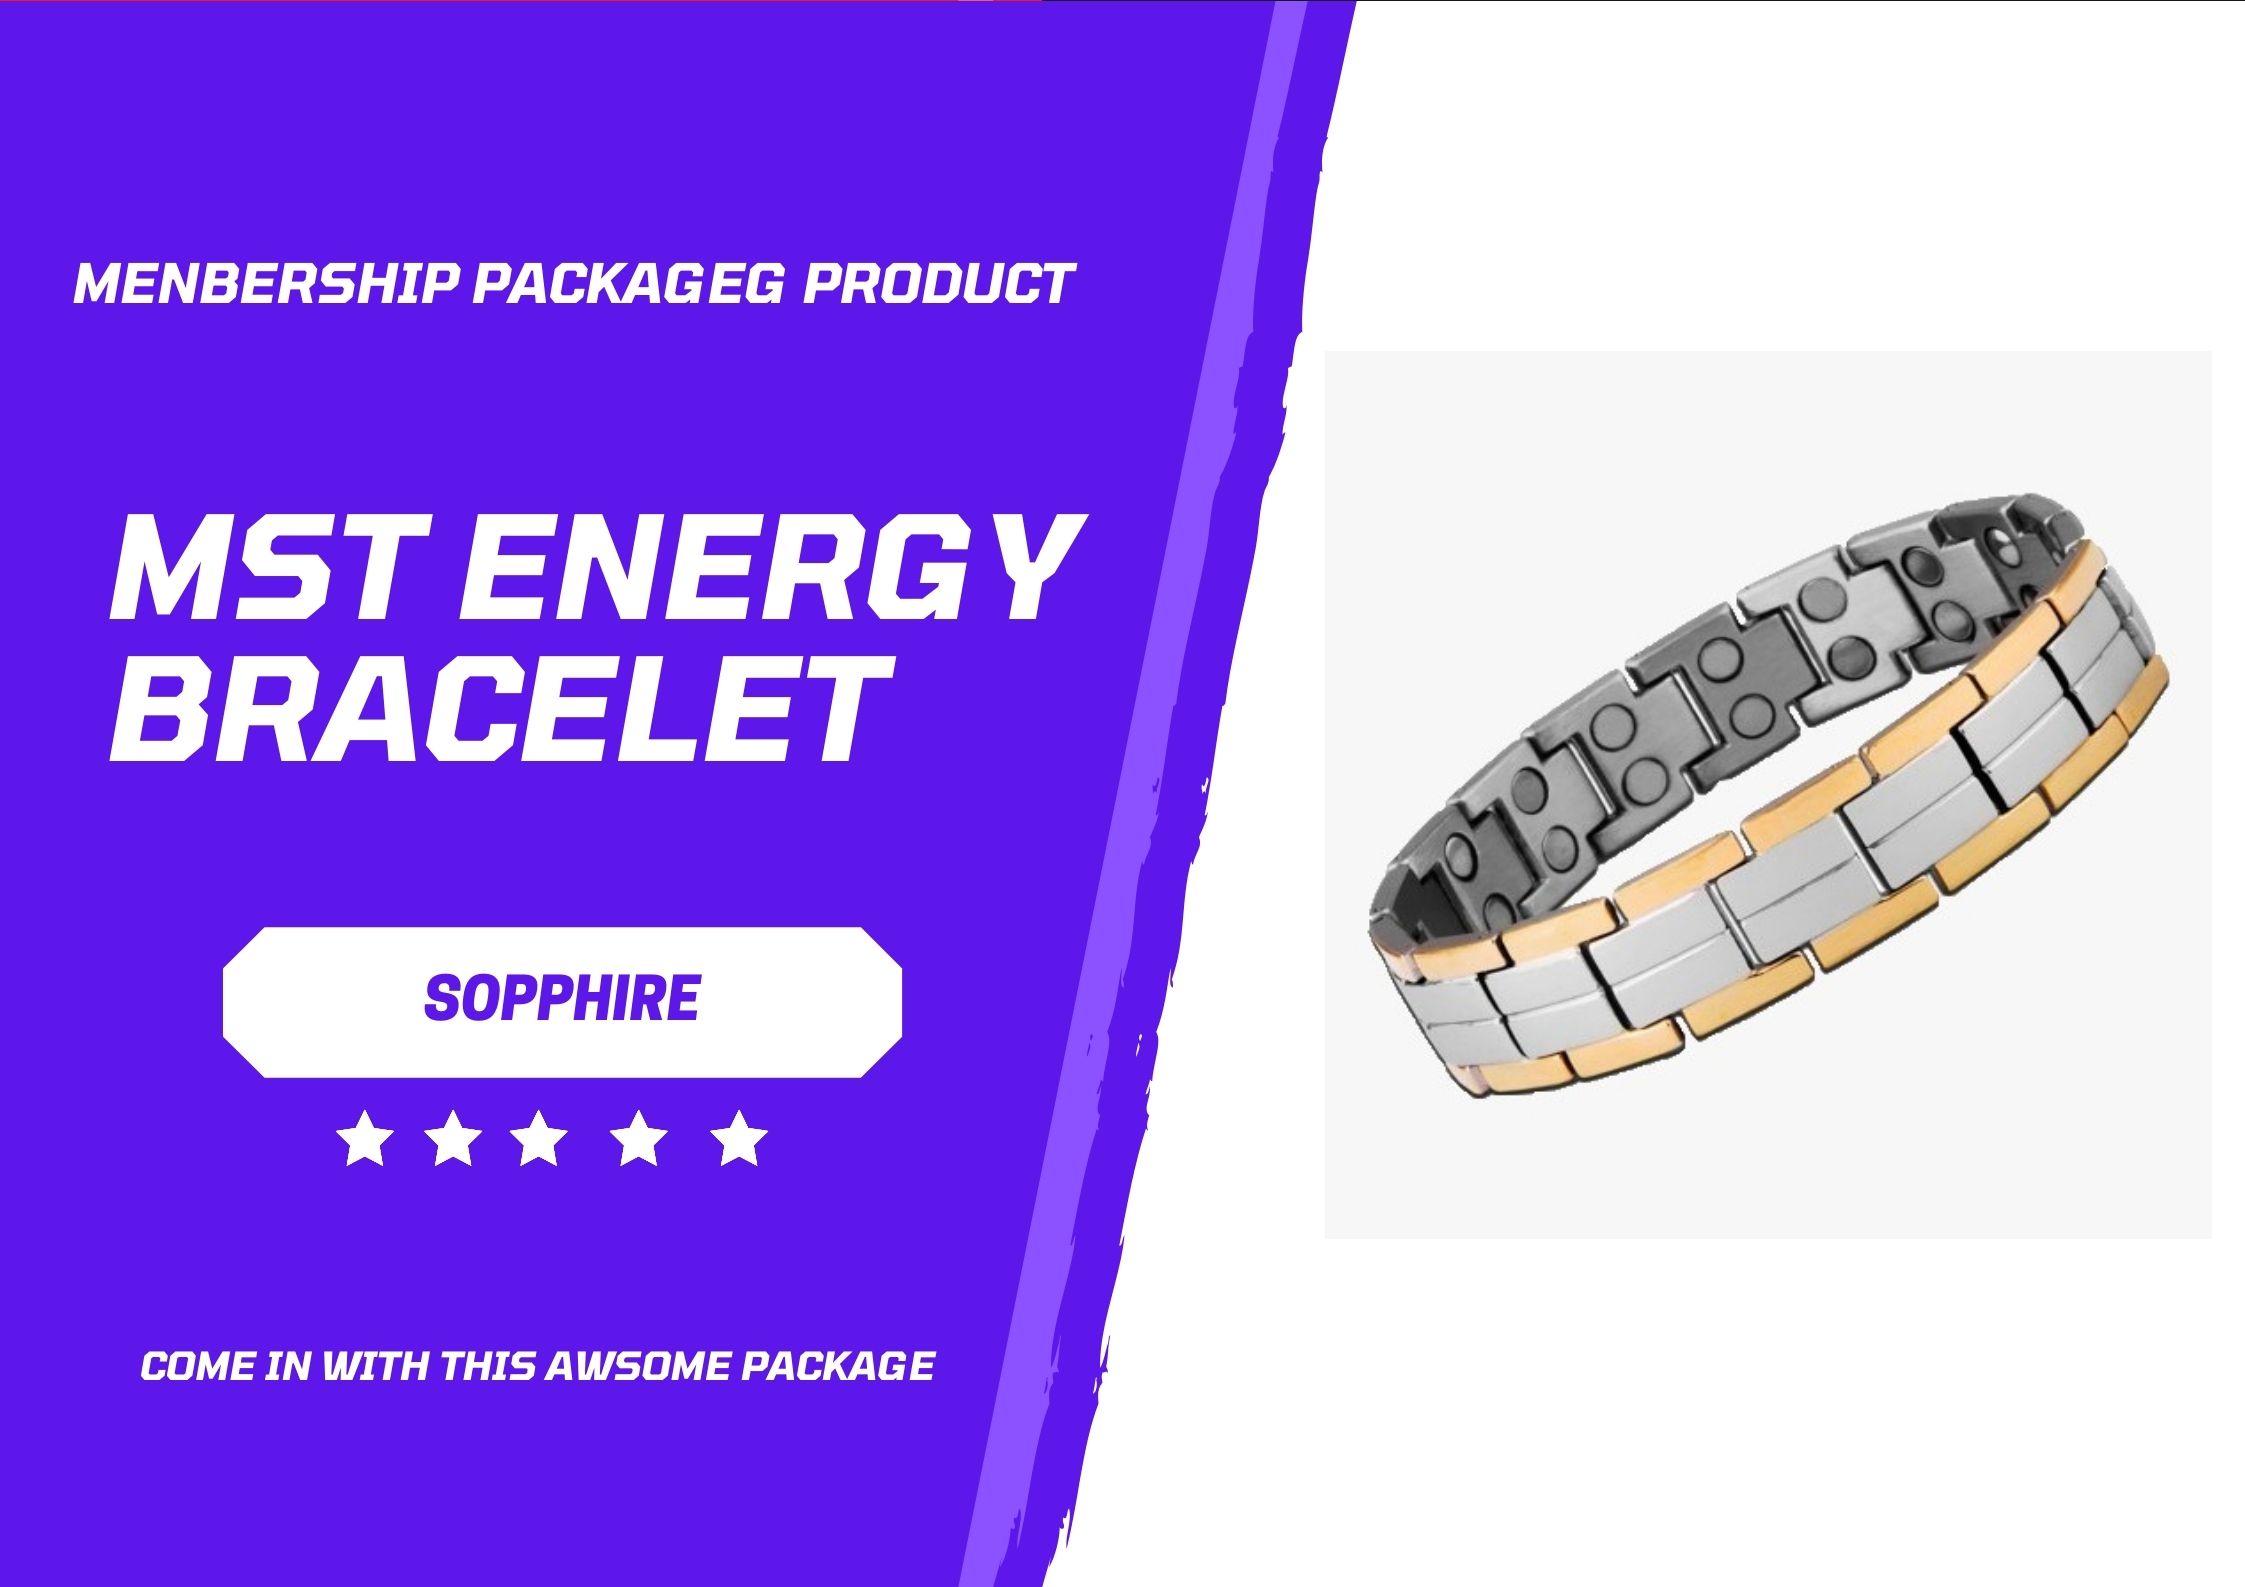 MENBERSHIP PACKAGEG PRODUCT
MST ENERGY
BRACELET
SOPPHIRE
COME IN WITH THIS AWSOME PACKAGE